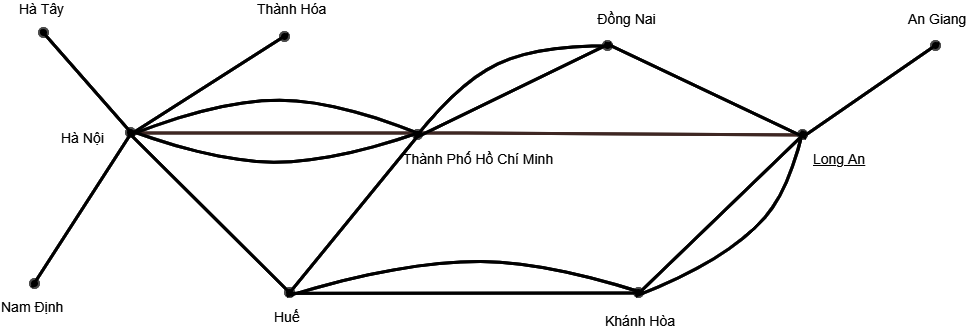 Hà Tây
Thành Hóa
Đồng Nai
An Giang
Hà Nội
Thành Phố Hồ Chí Minh
Long An
Nam Định
Huế
Khánh Hòa